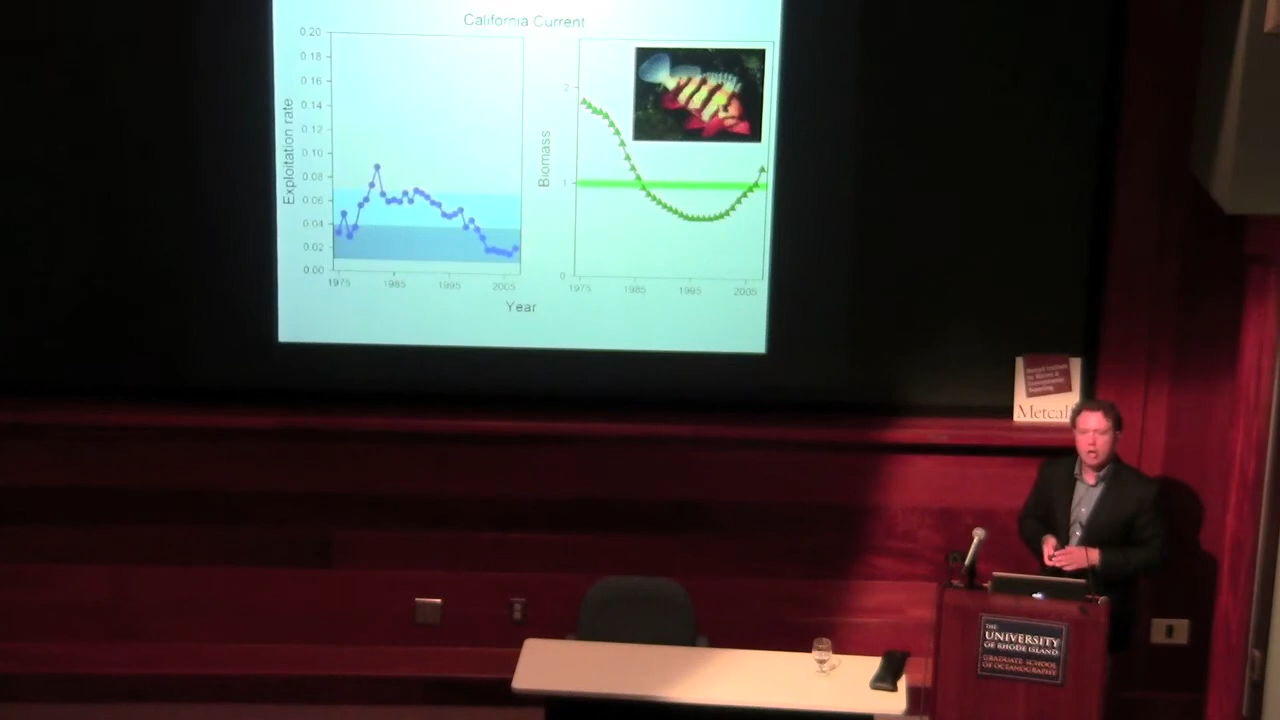 California Current
Exploitation rate
0.20
0.18
0.16
0.14
0.12
0.10
0.08
0.06
0.04
0.02
0.00
1975
1985
1995
2005
Biomass
2
1
0
1975
1985
1995
2005
Year
Metcalf
THE
UNIVERSITY
OF RHODE ISLAND
GRADUATE SCHOOL
OF OCEANOGRAPHY